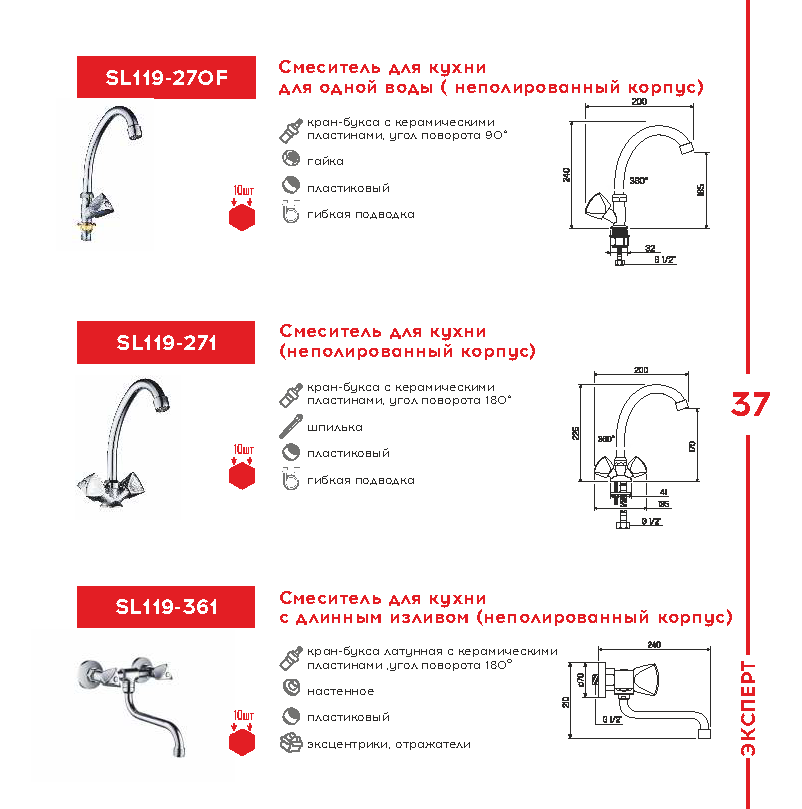 SL119-270F
Смеситель для кухни
для одной воды ( неполированный корпус)
кран-букса с керамическими
пластинами, угол поворота 90°
гайка
пластиковый
гибкая подводка
10шт
200
240
360°
185
32
G 1/2"
SL119-271
Смеситель для кухни
(неполированный корпус)
кран-букса с керамическими
пластинами, угол поворота 180°
шпилька
пластиковый
гибкая подводка
10шт
200
225
360°
170
41
195
G 1/2"
37
SL119-361
Смеситель для кухни
с длинным изливом (неполированный корпус)
кран-букса латунная с керамическими
пластинами ,угол поворота 180°
настенное
пластиковый
эксцентрики, отражатели
10шт
240
210
G 1/2"
ЭКСПЕРТ